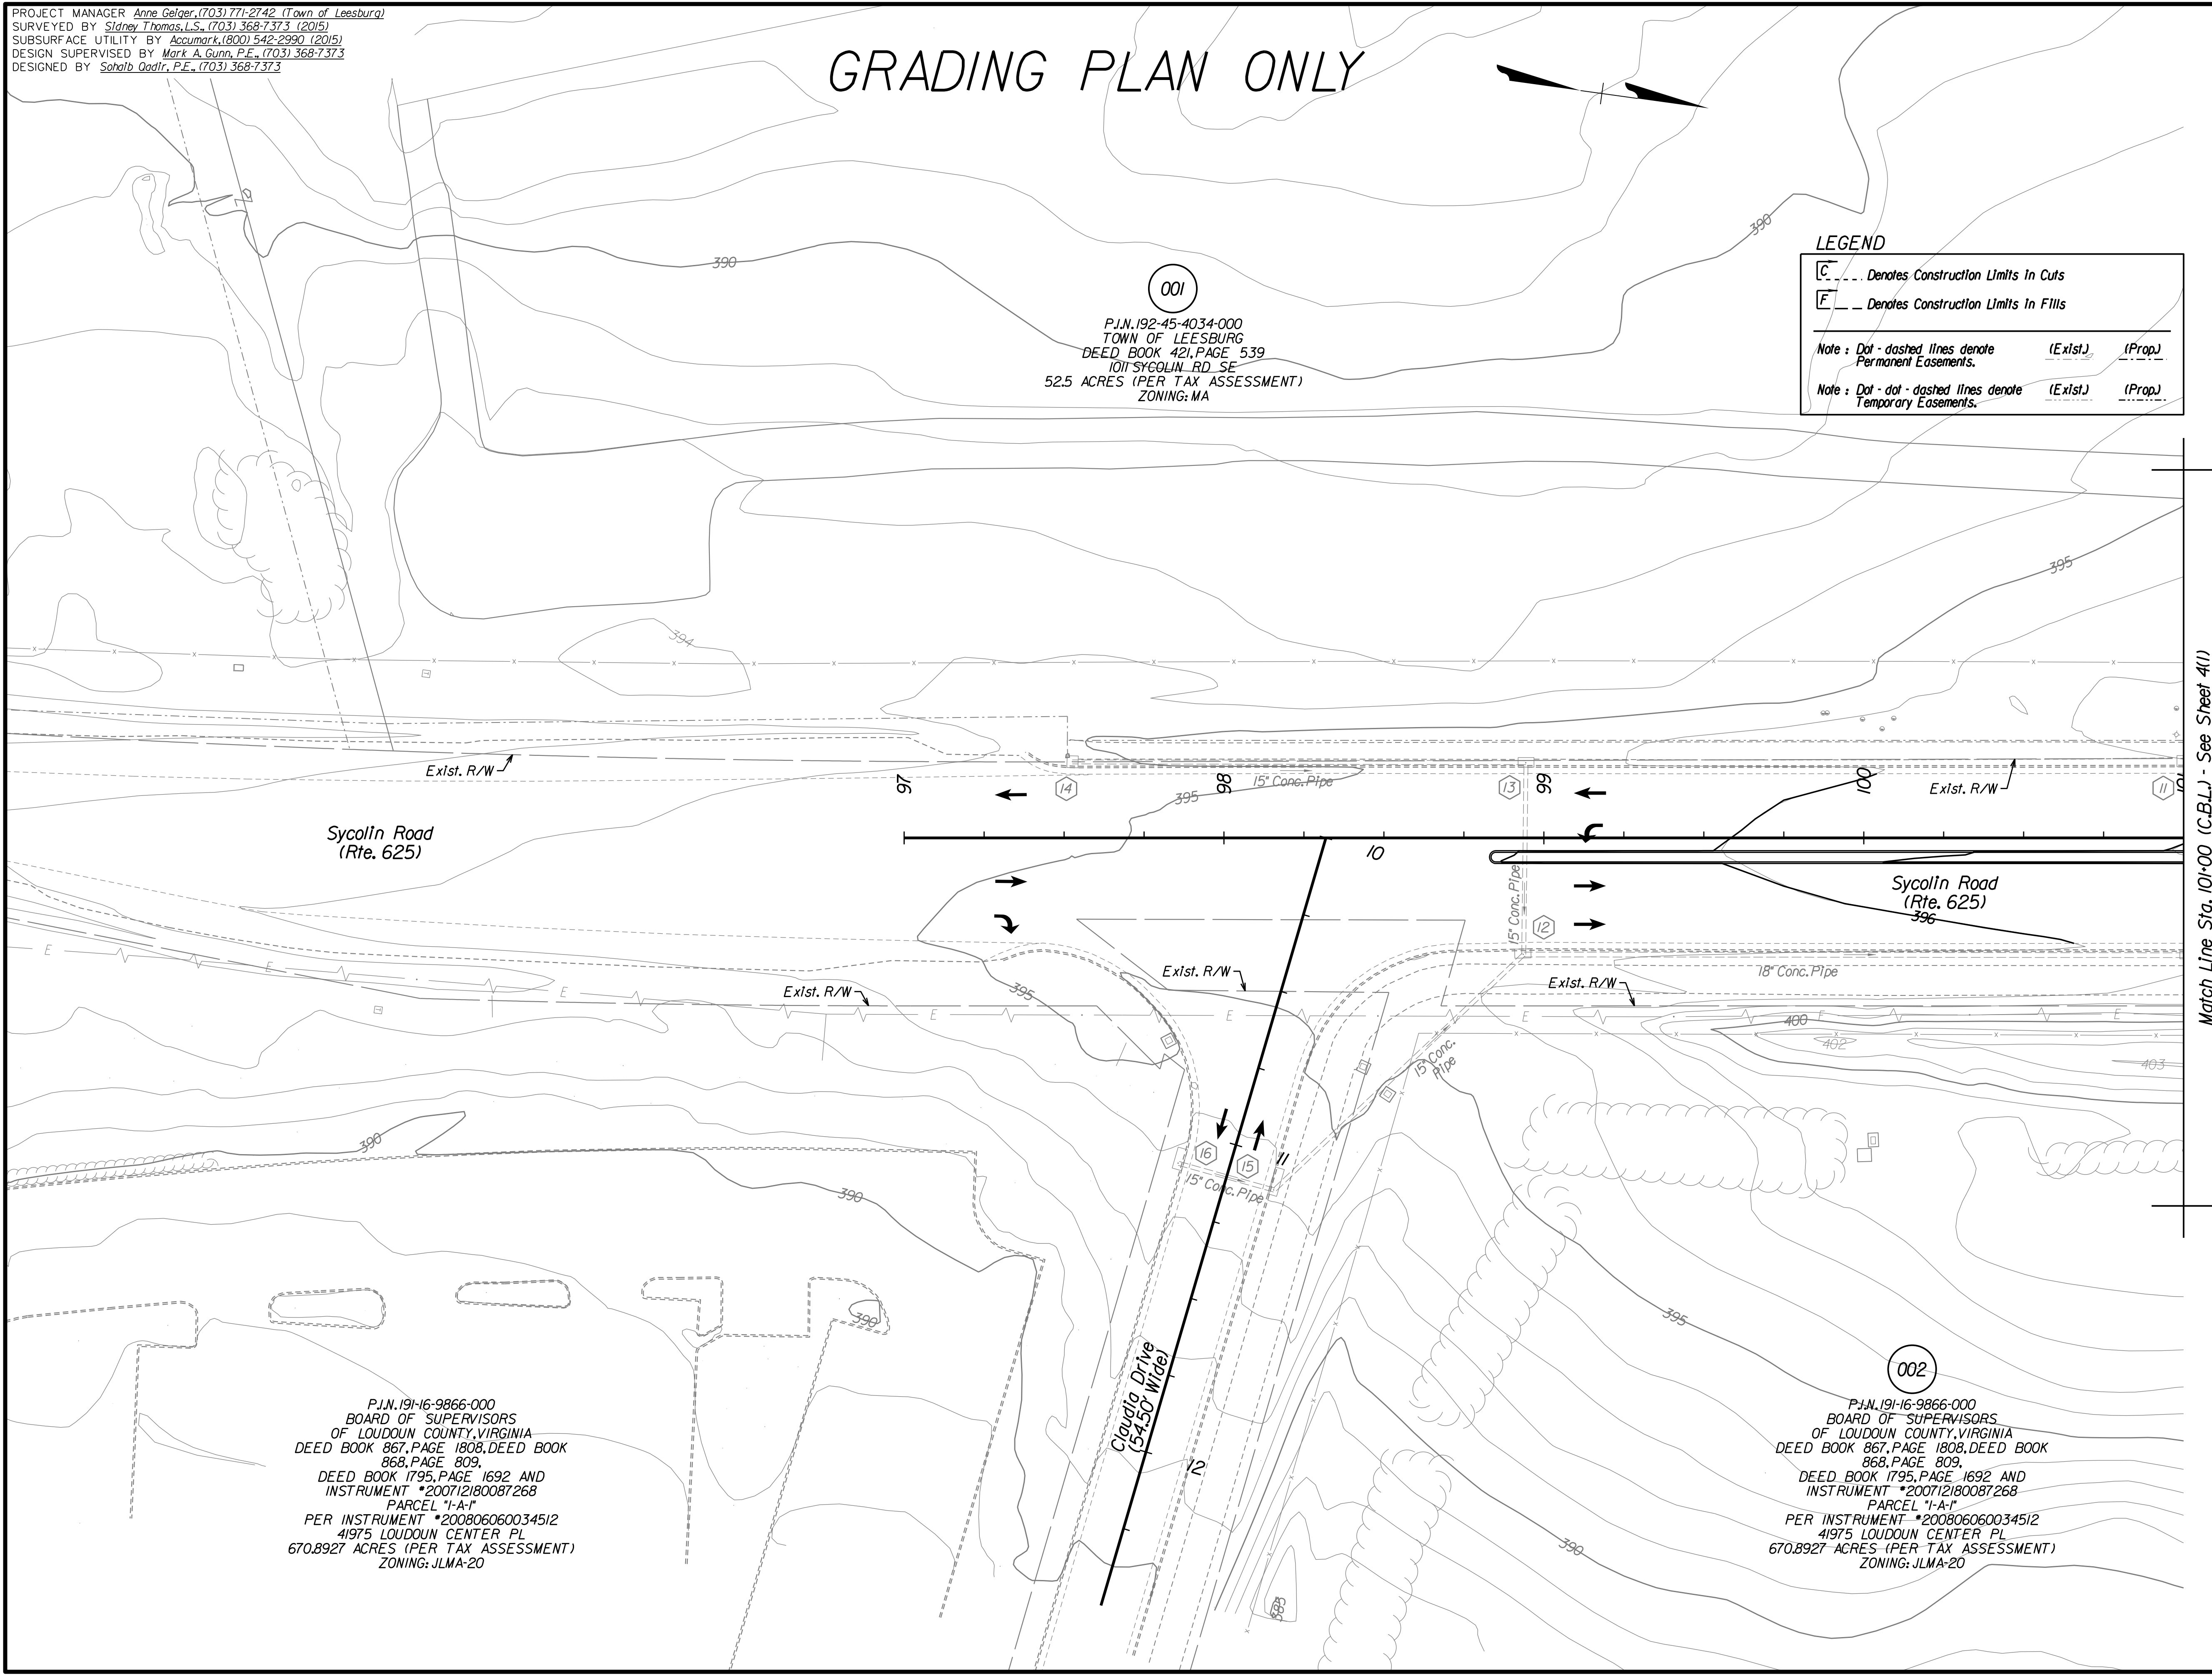 PROJECT MANAGER Anne Geiger, (703) 771-2742 (Town of Leesburg)
SURVEYED BY Sidney Thomas, L.S., (703) 368-7373 (2015)
SUBSURFACE UTILITY BY Accumark, (800) 542-2990 (2015)
DESIGN SUPERVISED BY Mark A. Gunn, P.E., (703) 368-7373
DESIGNED BY Sohaib Qadir, P.E., (703) 368-7373
GRADING PLAN ONLY
390
390
001
P.I.N. 192-45-4034-000
TOWN OF LEESBURG
DEED BOOK 421, PAGE 539
1011 SYCOLIN RD SE
52.5 ACRES (PER TAX ASSESSMENT)
ZONING: MA
LEGEND
C Denotes Construction Limits in Cuts
F Denotes Construction Limits in Fills
Note : Dot - dashed lines denote (Exist.) (Prop.)
Permanent Easements.
Note : Dot - dot - dashed lines denote (Exist.) (Prop.)
Temporary Easements.
395
394
Exist. R/W
97
14
98
15" Conc. Pipe
395
13
99
100
Exist. R/W
11
Match Line Sta. 101+00 (C.B.L.) - See Sheet 4(1)
Sycolin Road
(Rte. 625)
10
15" Conc. Pipe
12
Sycolin Road
(Rte. 625)
396
E
E
E
E
E
E
E
Exist. R/W
395
Exist. R/W
Exist. R/W
18" Conc. Pipe
400
402
403
15" Conc.
Pipe
390
390
16
15
11
15" Conc. Pipe
390
395
Claudia Drive
(54.50' Wide)
12
385
390
P.I.N. 191-16-9866-000
BOARD OF SUPERVISORS
OF LOUDOUN COUNTY, VIRGINIA
DEED BOOK 867, PAGE 1808, DEED BOOK
868, PAGE 809,
DEED BOOK 1795, PAGE 1692 AND
INSTRUMENT #200712180087268
PARCEL "1-A-1"
PER INSTRUMENT #200806060034512
41975 LOUDOUN CENTER PL
670.8927 ACRES (PER TAX ASSESSMENT)
ZONING: JLMA-20
002
P.I.N. 191-16-9866-000
BOARD OF SUPERVISORS
OF LOUDOUN COUNTY, VIRGINIA
DEED BOOK 867, PAGE 1808, DEED BOOK
868, PAGE 809,
DEED BOOK 1795, PAGE 1692 AND
INSTRUMENT #200712180087268
PARCEL "1-A-1"
PER INSTRUMENT #200806060034512
41975 LOUDOUN CENTER PL
670.8927 ACRES (PER TAX ASSESSMENT)
ZONING: JLMA-20